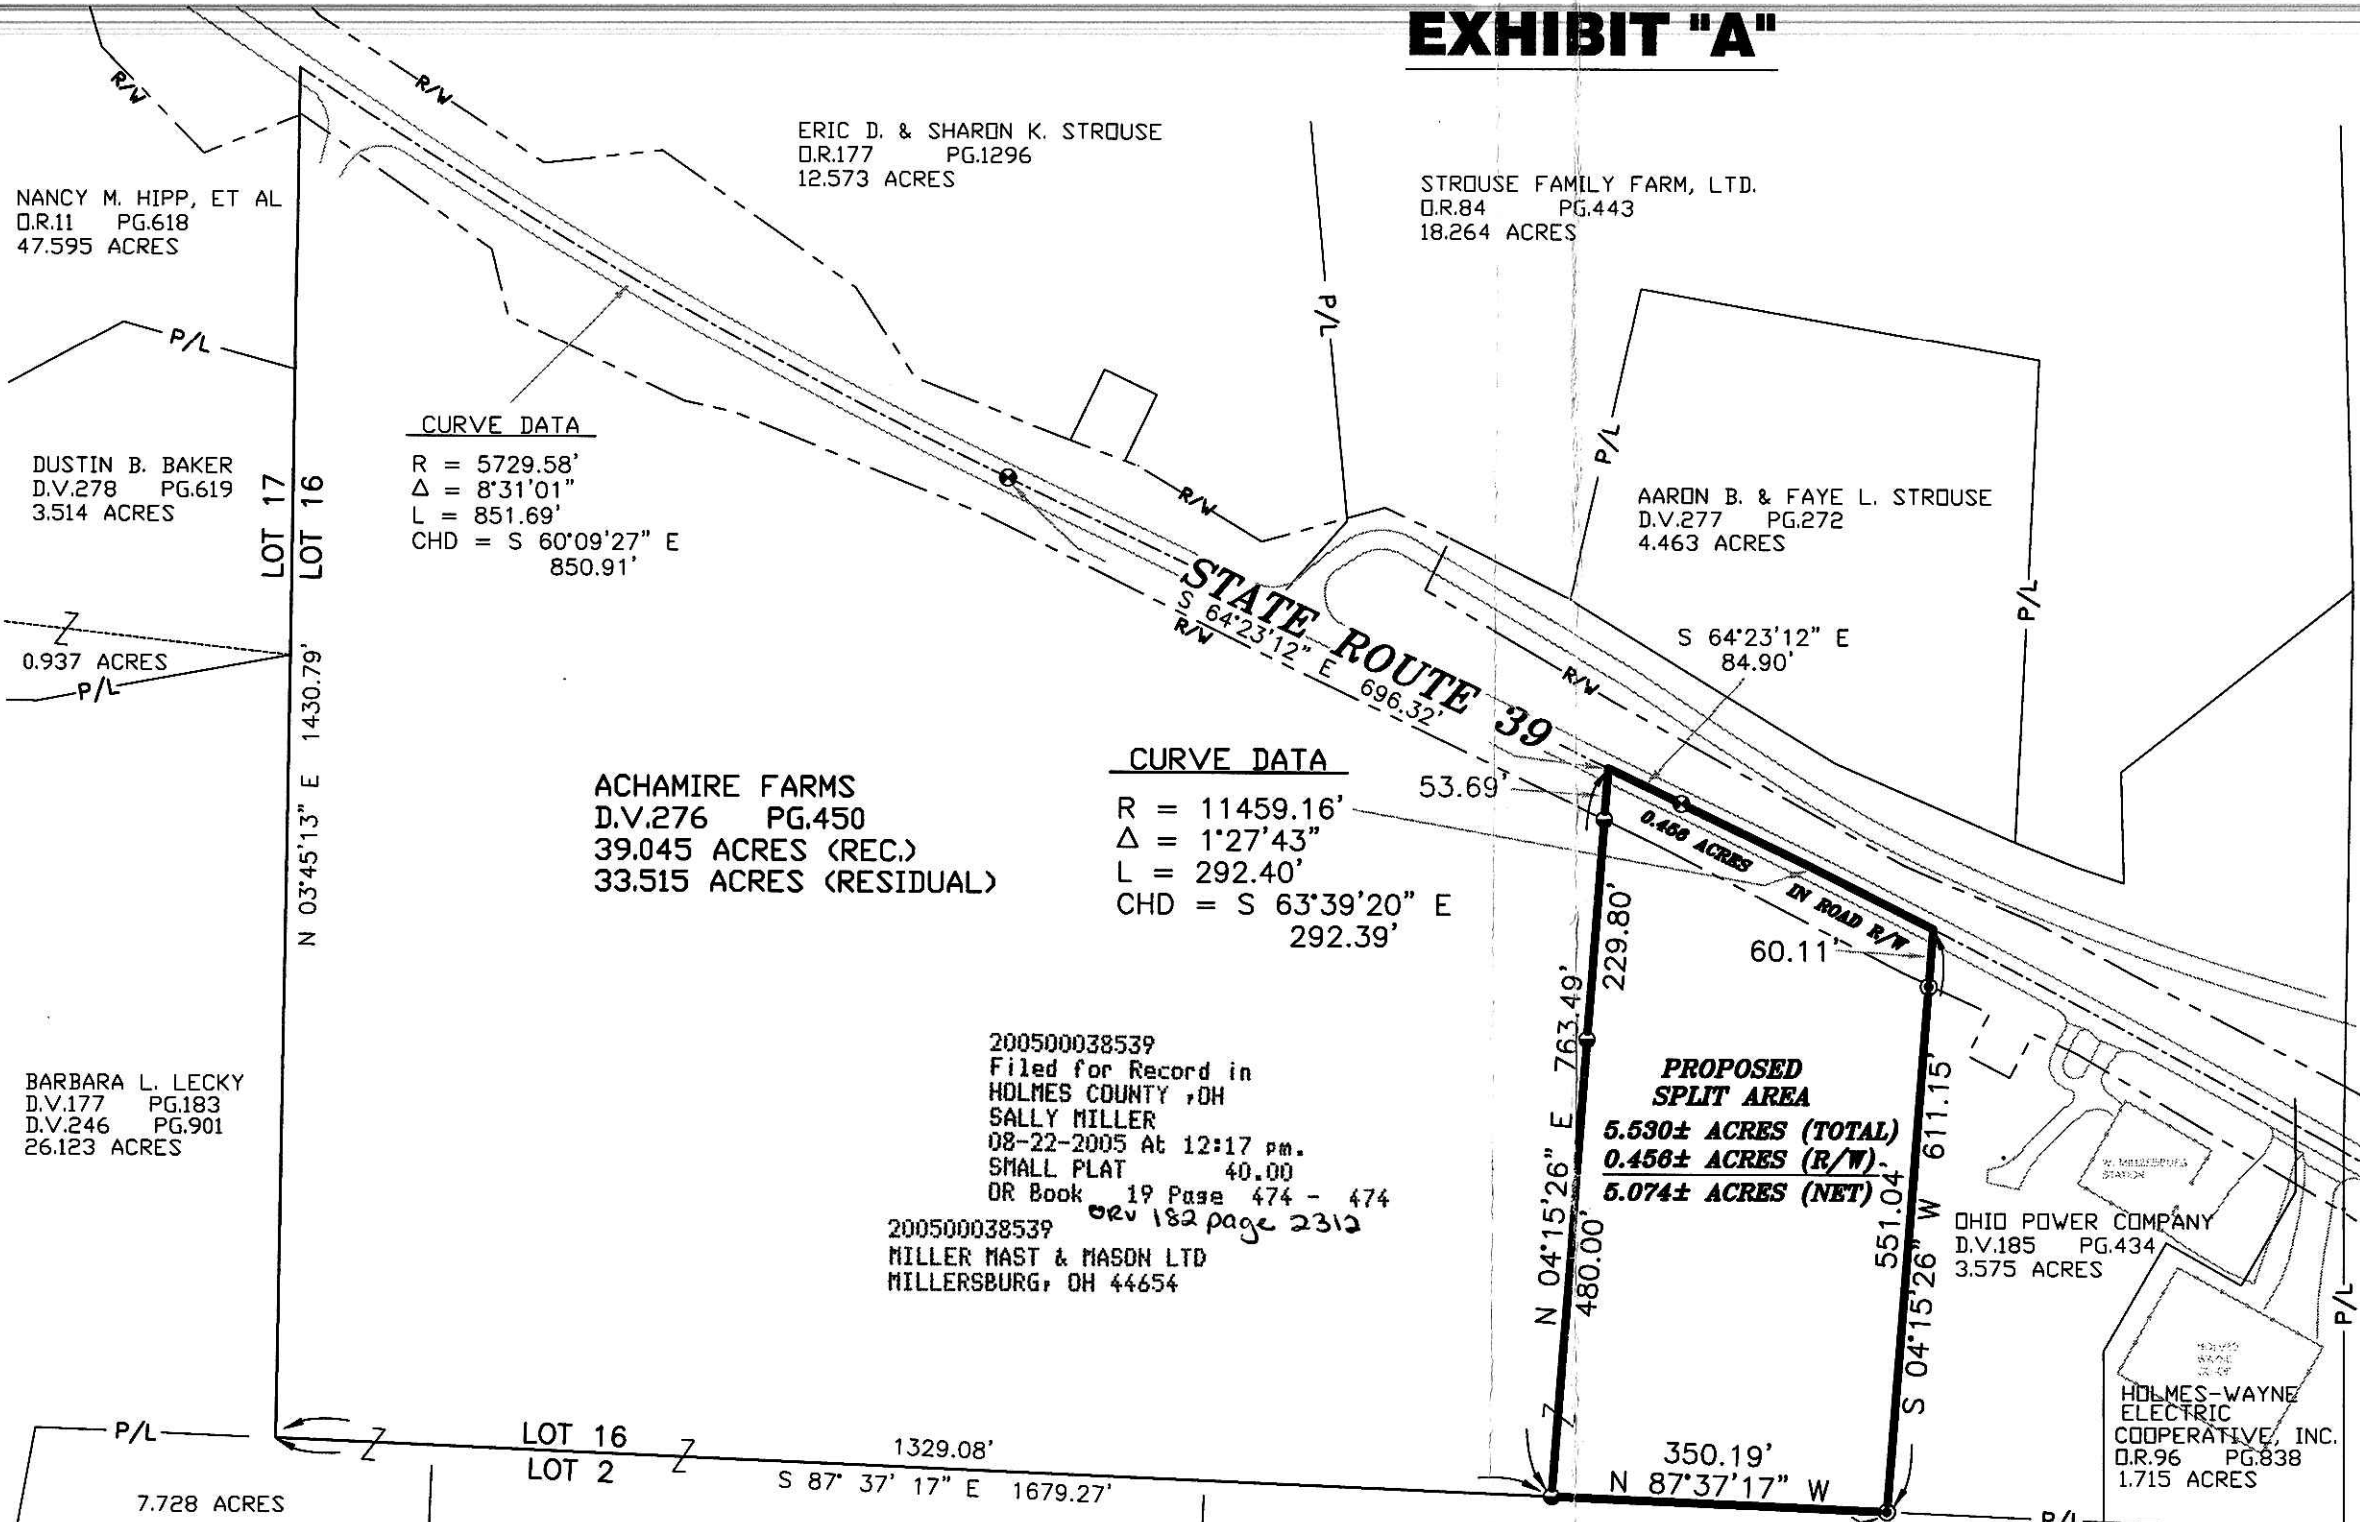 EXHIBIT "A"
R/W
R/W
ERIC D. & SHARON K. STROUSE
O.R.177 PG.1296
12.573 ACRES
STROUSE FAMILY FARM, LTD.
O.R.84 PG.443
18.264 ACRES
NANCY M. HIPP, ET AL
O.R.11 PG.618
47.595 ACRES
P/L
P/L
P/L
CURVE DATA
R = 5729.58'
Δ = 8°31'01"
L = 851.69'
CHD = S 60°09'27" E
850.91'
DUSTIN B. BAKER
D.V.278 PG.619
3.514 ACRES
LOT 17
LOT 16
R/W
AARON B. & FAYE L. STROUSE
D.V.277 PG.272
4.463 ACRES
P/L
STATE ROUTE 39
S 64°23'12" E 696.32'
R/W
R/W
S 64°23'12" E
84.90'
0.937 ACRES
P/L
N 03°45'13" E 1430.79'
ACHAMIRE FARMS
D.V.276 PG.450
39.045 ACRES (REC.)
33.515 ACRES (RESIDUAL)
CURVE DATA
R = 11459.16'
Δ = 1°27'43"
L = 292.40'
CHD = S 63°39'20" E
292.39'
53.69'
0.456 ACRES IN ROAD R/W
60.11'
229.80'
N 04°15'26" E 763.49'
480.00'
PROPOSED
SPLIT AREA
5.530± ACRES (TOTAL)
0.456± ACRES (R/W)
5.074± ACRES (NET)
551.04'
S 04°15'26" W 611.15'
200500038539
Filed for Record in
HOLMES COUNTY ,OH
SALLY MILLER
08-22-2005 At 12:17 pm.
SMALL PLAT 40.00
OR Book 19 Page 474 - 474
ORV 182 page 2312
200500038539
MILLER MAST & MASON LTD
MILLERSBURG, OH 44654
BARBARA L. LECKY
D.V.177 PG.183
D.V.246 PG.901
26.123 ACRES
W. MILLERSBURG
STATION
OHIO POWER COMPANY
D.V.185 PG.434
3.575 ACRES
P/L
HOLMES-WAYNE
ELECTRIC
COOPERATIVE, INC.
O.R.96 PG.838
1.715 ACRES
P/L
LOT 16
LOT 2
1329.08'
S 87° 37' 17" E 1679.27'
350.19'
N 87°37'17" W
7.728 ACRES
P/L